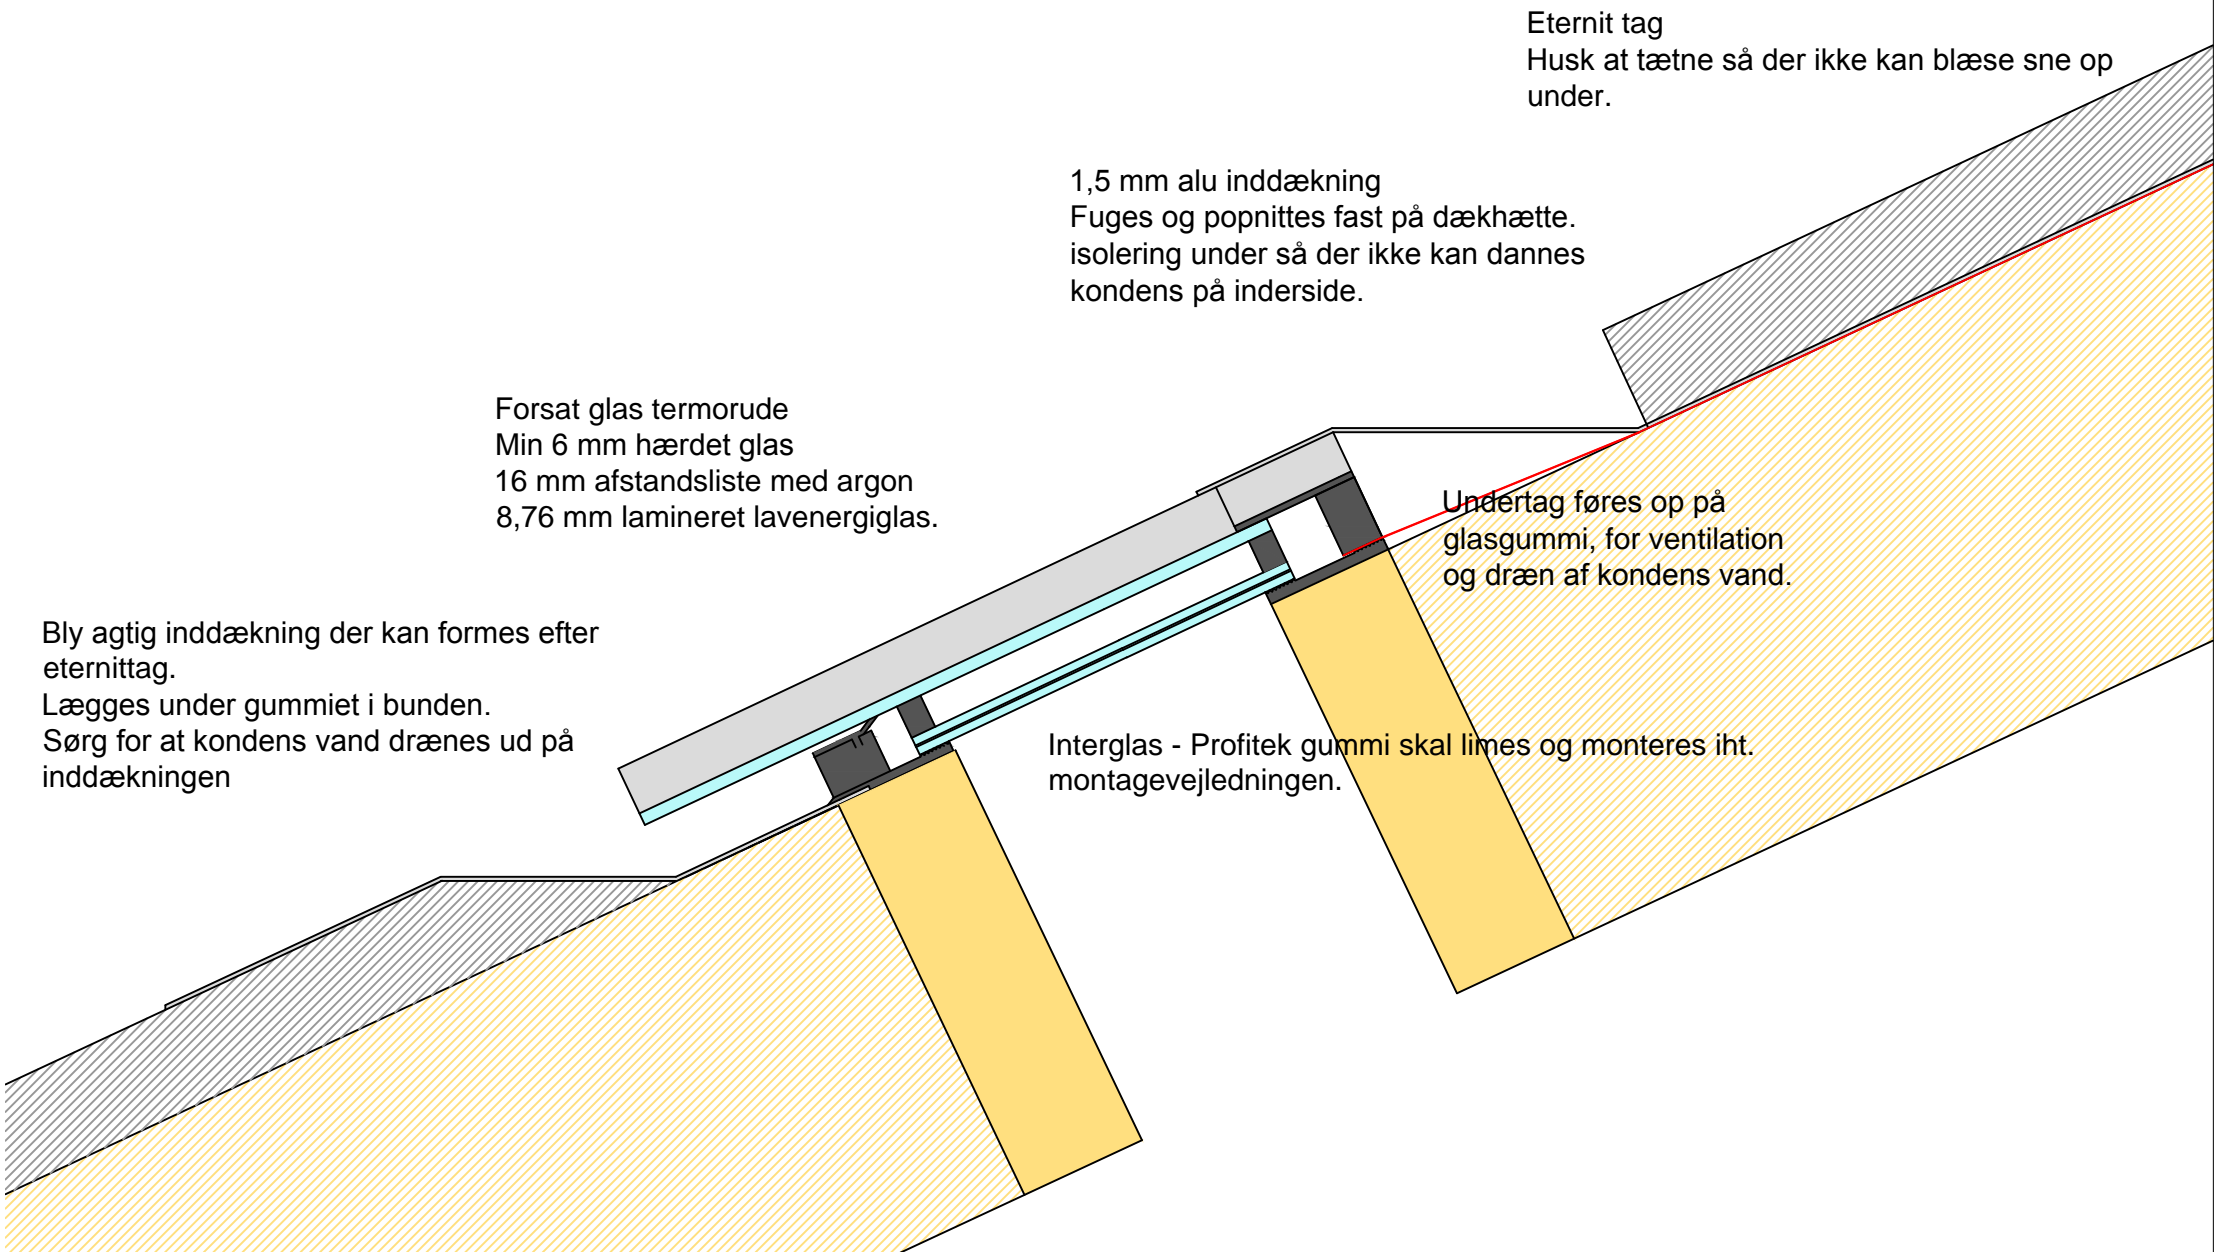 Eternit tag
Husk at tætne så der ikke kan blæse sne op
under.
1,5 mm alu inddækning
Fuges og popnittes fast på dækhætte.
isolering under så der ikke kan dannes
kondens på inderside.
Forsat glas termorude
Min 6 mm hærdet glas
16 mm afstandsliste med argon
8,76 mm lamineret lavenergiglas.
Undertag føres op på
glasgummi, for ventilation
og dræn af kondens vand.
Bly agtig inddækning der kan formes efter
eternittag.
Lægges under gummiet i bunden.
Sørg for at kondens vand drænes ud på
inddækningen
Interglas - Profitek gummi skal limes og monteres iht.
montagevejledningen.